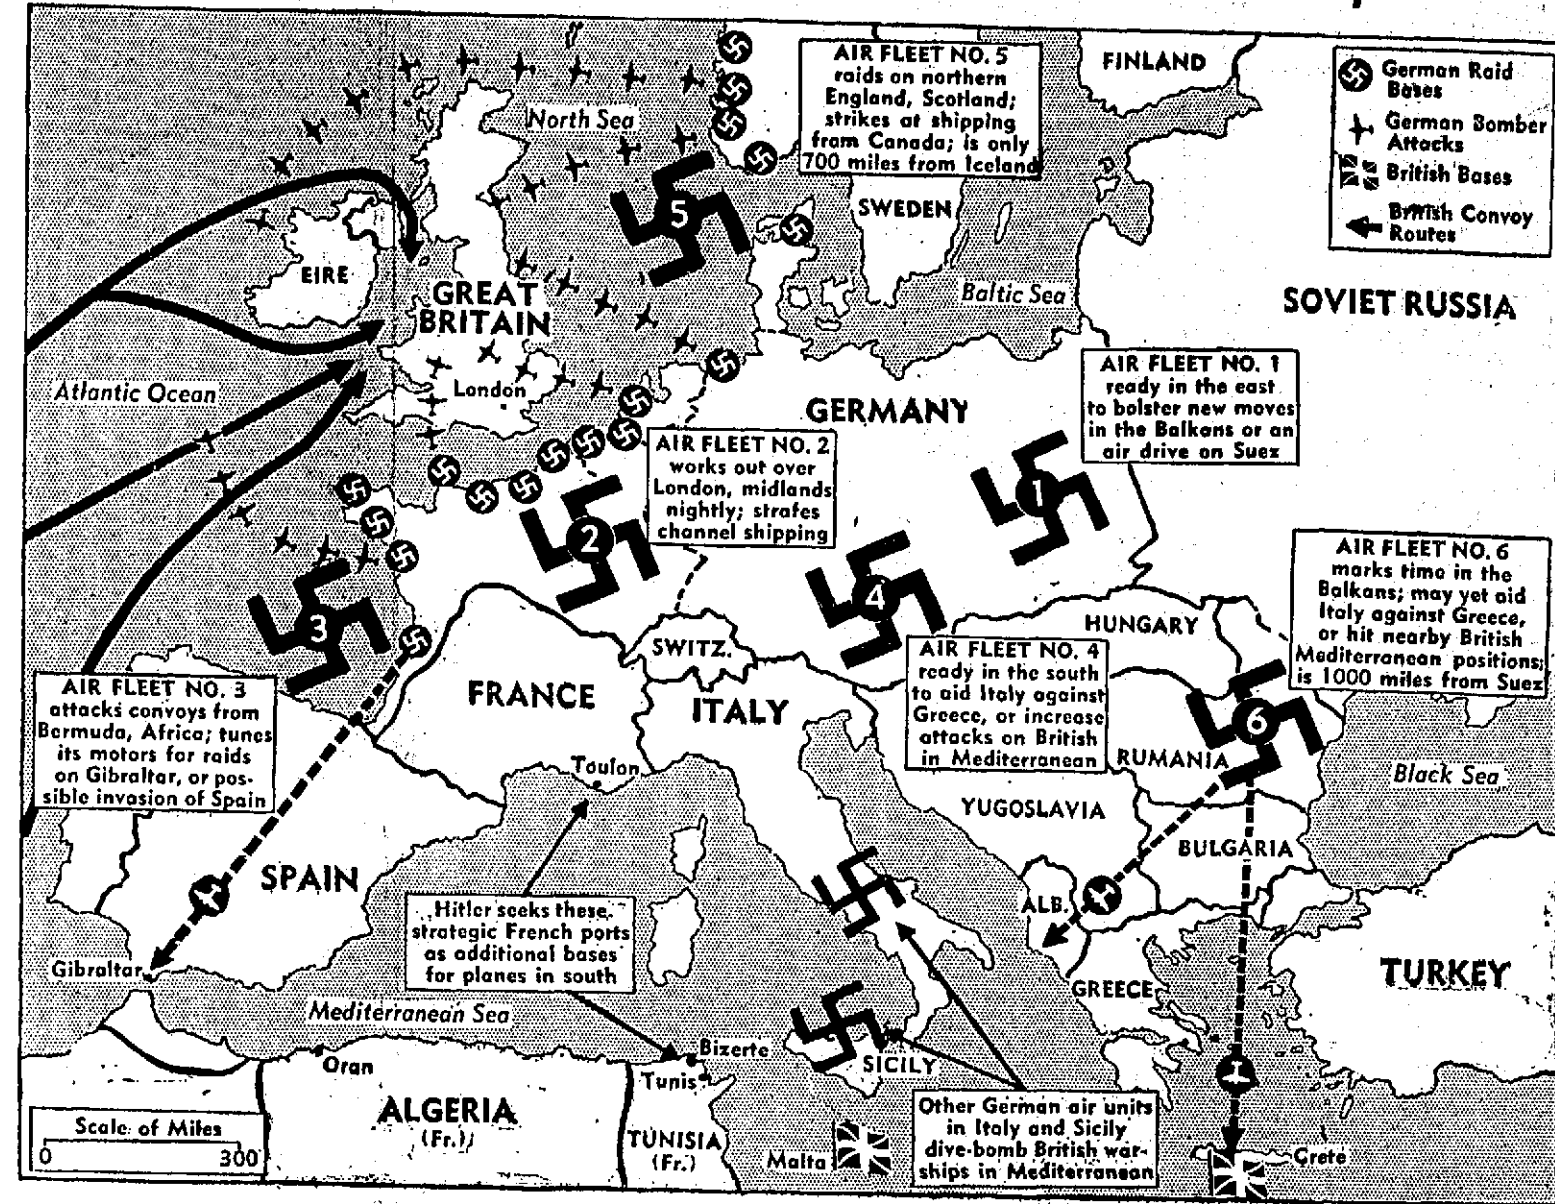 AIR FLEET NO. 5
raids on northern
England, Scotland;
strikes at shipping
from Canada; is only
700 miles from Iceland
FINLAND
German Raid
Bases
German Bomber
Attacks
British Bases
British Convoy
Routes
North Sea
5
SWEDEN
EIRE
GREAT
BRITAIN
Baltic Sea
SOVIET RUSSIA
Atlantic Ocean
London
GERMANY
AIR FLEET NO. 1
ready in the east
to bolster new moves
in the Balkans or an
air drive on Suez
AIR FLEET NO. 2
works out over
London, midlands
nightly; strafes
channel shipping
1
2
4
3
AIR FLEET NO. 6
marks time in the
Balkans; may yet aid
Italy against Greece,
or hit nearby British
Mediterranean positions;
is 1000 miles from Suez
HUNGARY
SWITZ.
AIR FLEET NO. 4
ready in the south
to aid Italy against
Greece, or increase
attacks on British
in Mediterranean
AIR FLEET NO. 3
attacks convoys from
Bermuda, Africa; tunes
its motors for raids
on Gibraltar, or pos-
sible invasion of Spain
FRANCE
ITALY
6
RUMANIA
Toulon
Black Sea
YUGOSLAVIA
BULGARIA
SPAIN
ALB.
Hitler seeks these
strategic French ports
as additional bases
for planes in south
Gibraltar
TURKEY
GREECE
Mediterranean Sea
Oran
Bizerte
Tunis
SICILY
ALGERIA
(Fr.)
TUNISIA
(Fr.)
Scale of Miles
0 300
Malta
Other German air units
in Italy and Sicily
dive-bomb British war-
ships in Mediterranean
Crete